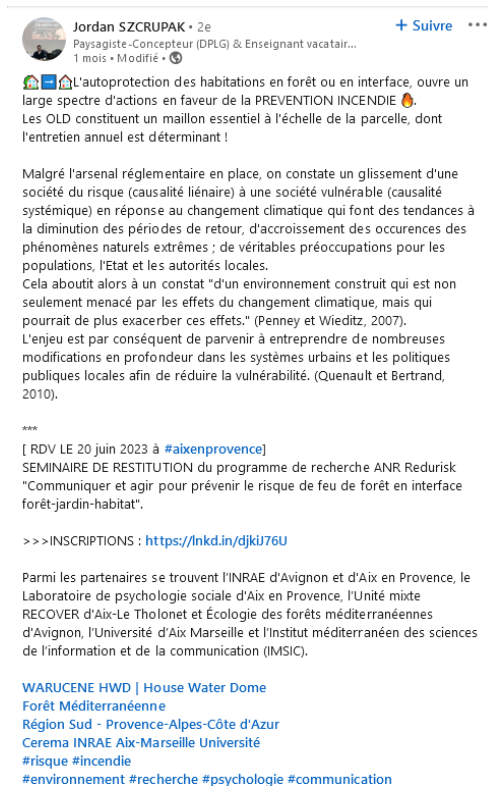 Jordan SZCRUPAK • 2e
+ Suivre
Paysagiste-Concepteur (DPLG) & Enseignant vacatair...
1 mois • Modifié •
🏡➡️🏠L'autoprotection des habitations en forêt ou en interface, ouvre un
large spectre d'actions en faveur de la PREVENTION INCENDIE 🔥.
Les OLD constituent un maillon essentiel à l'échelle de la parcelle, dont
l'entretien annuel est déterminant !
Malgré l'arsenal réglementaire en place, on constate un glissement d'une
société du risque (causalité liénaire) à une société vulnérable (causalité
systémique) en réponse au changement climatique qui font des tendances à
la diminution des périodes de retour, d'accroissement des occurences des
phénomènes naturels extrêmes ; de véritables préoccupations pour les
populations, l'Etat et les autorités locales.
Cela aboutit alors à un constat "d'un environnement construit qui est non
seulement menacé par les effets du changement climatique, mais qui
pourrait de plus exacerber ces effets." (Penney et Wieditz, 2007).
L'enjeu est par conséquent de parvenir à entreprendre de nombreuses
modifications en profondeur dans les systèmes urbains et les politiques
publiques locales afin de réduire la vulnérabilité. (Quenault et Bertrand,
2010).
***
[ RDV LE 20 juin 2023 à #aixenprovence]
SEMINAIRE DE RESTITUTION du programme de recherche ANR Redurisk
"Communiquer et agir pour prévenir le risque de feu de forêt en interface
forêt-jardin-habitat".
>>>INSCRIPTIONS : https://lnkd.in/djkiJ76U
Parmi les partenaires se trouvent l'INRAE d'Avignon et d'Aix en Provence, le
Laboratoire de psychologie sociale d'Aix en Provence, l'Unité mixte
RECOVER d'Aix-Le Tholonet et Écologie des forêts méditerranéennes
d'Avignon, l'Université d'Aix Marseille et l'Institut méditerranéen des sciences
de l'information et de la communication (IMSIC).
WARUCENE HWD | House Water Dome
Forêt Méditerranéenne
Région Sud - Provence-Alpes-Côte d'Azur
Cerema INRAE Aix-Marseille Université
#risque #incendie
#environnement #recherche #psychologie #communication